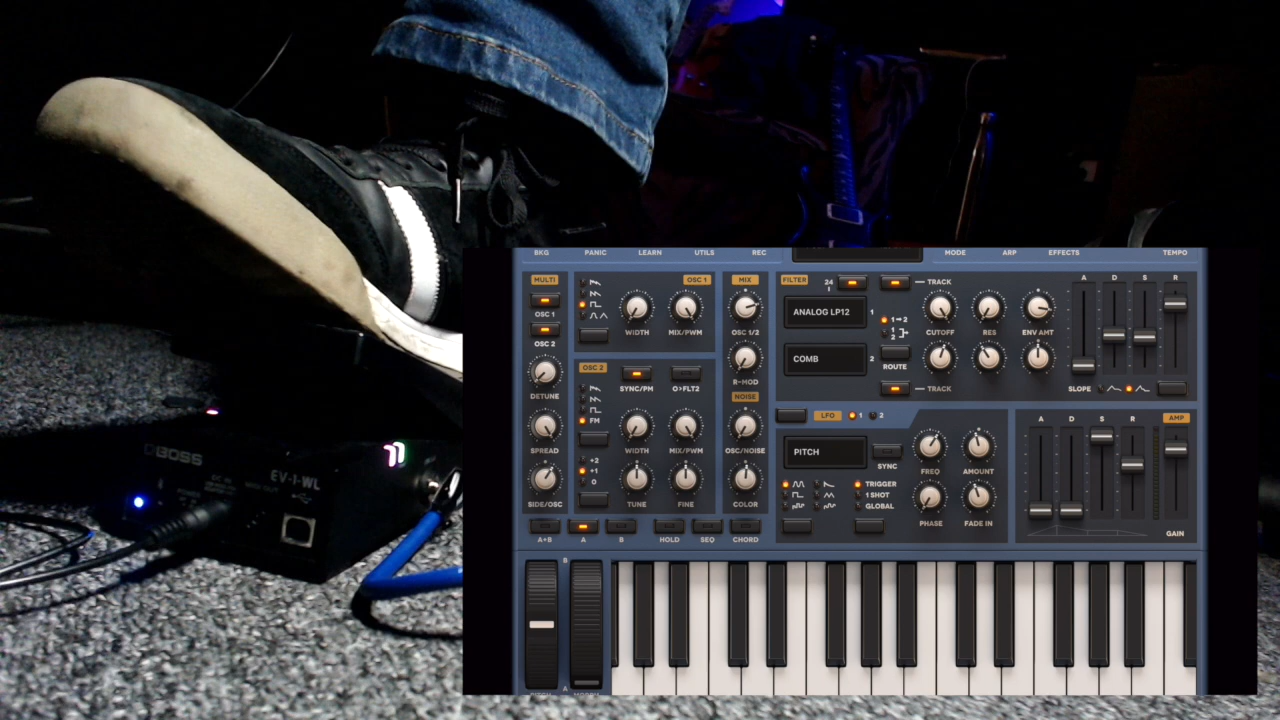 BKG PANIC LEARN UTILS REC MODE ARP EFFECTS TEMPO
MULTI
OSC 1
OSC 2
DETUNE
SPREAD
SIDE/OSC
OSC 1
WIDTH MIX/PWM
OSC 2
SYNC/PM O>FLT2
FM
WIDTH MIX/PWM
+2
+1
0
TUNE FINE
MIX
OSC 1/2
R-MOD
NOISE
OSC/NOISE
COLOR
A+B A B HOLD SEQ CHORD
FILTER 24 TRACK
ANALOG LP12 1
1 2
1
2
COMB 2
ROUTE
TRACK
CUTOFF RES ENV AMT
A D S R
SLOPE
LFO 1 2
PITCH
SYNC
FREQ AMOUNT
TRIGGER
1 SHOT
GLOBAL
PHASE FADE IN
A D S R AMP
GAIN
B
A
BOSS
EV-1-WL
DC IN